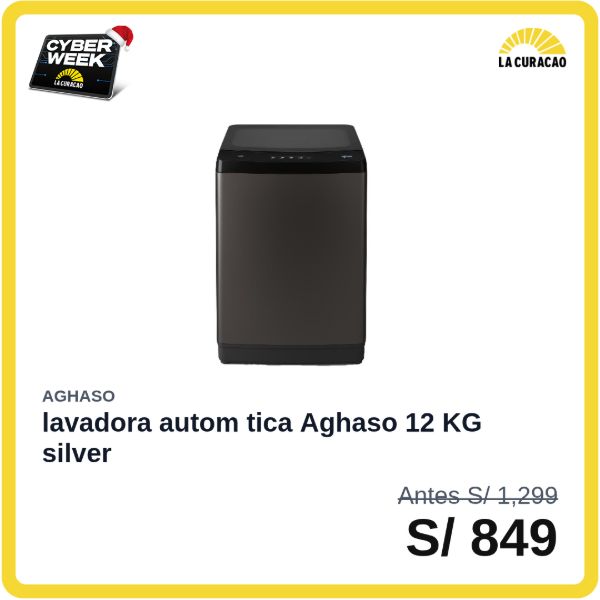 CYBER
WEEK
LA CURACAO
LA CURACAO
AGHASO
lavadora autom tica Aghaso 12 KG
silver
Antes S/ 1,299
S/ 849